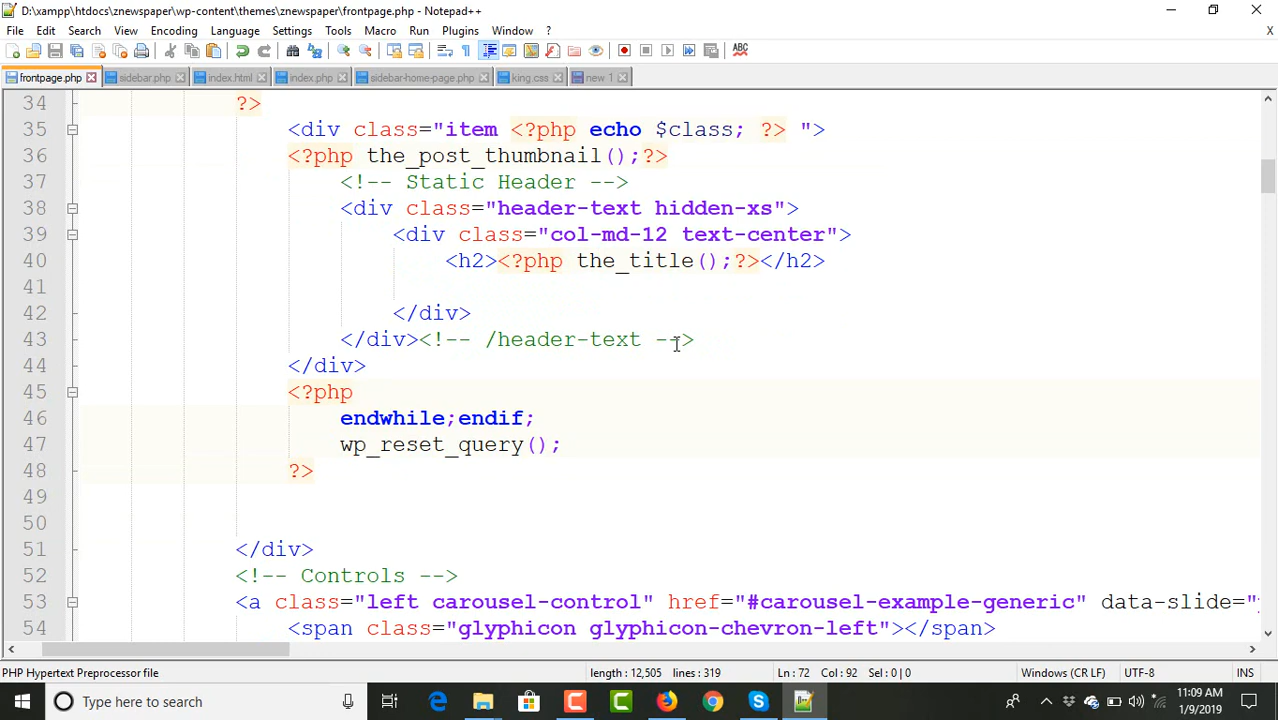 D:\xampp\htdocs\znewspaper\wp-content\themes\znewspaper\frontpage.php - Notepad++
File Edit Search View Encoding Language Settings Tools Macro Run Plugins Window ?
X
ABC
frontpage.php sidebar.php index.html index.php sidebar-home-page.php king.css new 1
34 ?>
35 <div class="item <?php echo $class; ?> ">
36 <?php the_post_thumbnail();?>
37 <!-- Static Header -->
38 <div class="header-text hidden-xs">
39 <div class="col-md-12 text-center">
40 <h2><?php the_title();?></h2>
41
42 </div>
43 </div><!-- /header-text -->
44 </div>
45 <?php
46 endwhile;endif;
47 wp_reset_query();
48 ?>
49
50
51 </div>
52 <!-- Controls -->
53 <a class="left carousel-control" href="#carousel-example-generic" data-slide="
54 <span class="glyphicon glyphicon-chevron-left"></span>
PHP Hypertext Preprocessor file length : 12,505 lines : 319 Ln : 72 Col : 92 Sel : 0 | 0 Windows (CR LF) UTF-8 INS
Type here to search
11:09 AM
1/9/2019